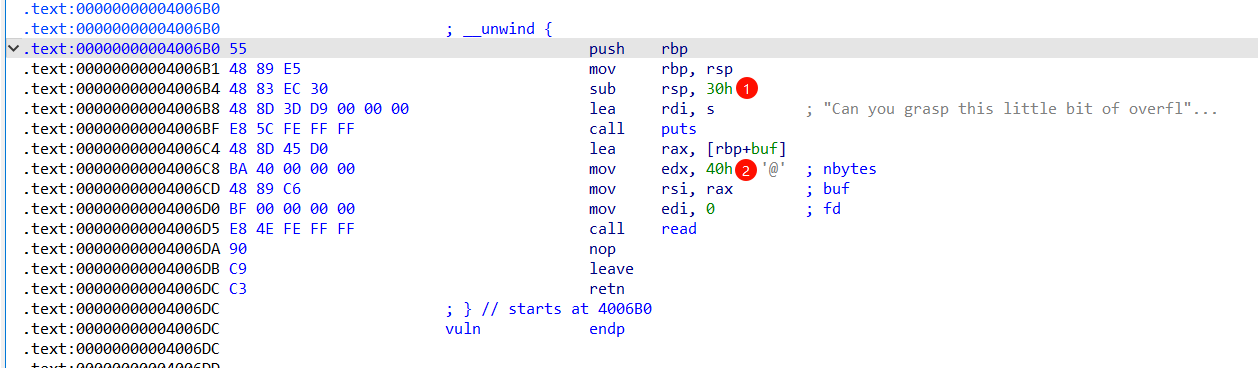 .text:00000000004006B0
.text:00000000004006B0 ; __unwind {
.text:00000000004006B0 55 push rbp
.text:00000000004006B1 48 89 E5 mov rbp, rsp
.text:00000000004006B4 48 83 EC 30 sub rsp, 30h 1
.text:00000000004006B8 48 8D 3D D9 00 00 00 lea rdi, s ; "Can you grasp this little bit of overfl"...
.text:00000000004006BF E8 5C FE FF FF call puts
.text:00000000004006C4 48 8D 45 D0 lea rax, [rbp+buf]
.text:00000000004006C8 BA 40 00 00 00 mov edx, 40h 2 '@' ; nbytes
.text:00000000004006CD 48 89 C6 mov rsi, rax ; buf
.text:00000000004006D0 BF 00 00 00 00 mov edi, 0 ; fd
.text:00000000004006D5 E8 4E FE FF FF call read
.text:00000000004006DA 90 nop
.text:00000000004006DB C9 leave
.text:00000000004006DC C3 retn
.text:00000000004006DC ; } // starts at 4006B0
.text:00000000004006DC vuln endp
.text:00000000004006DC